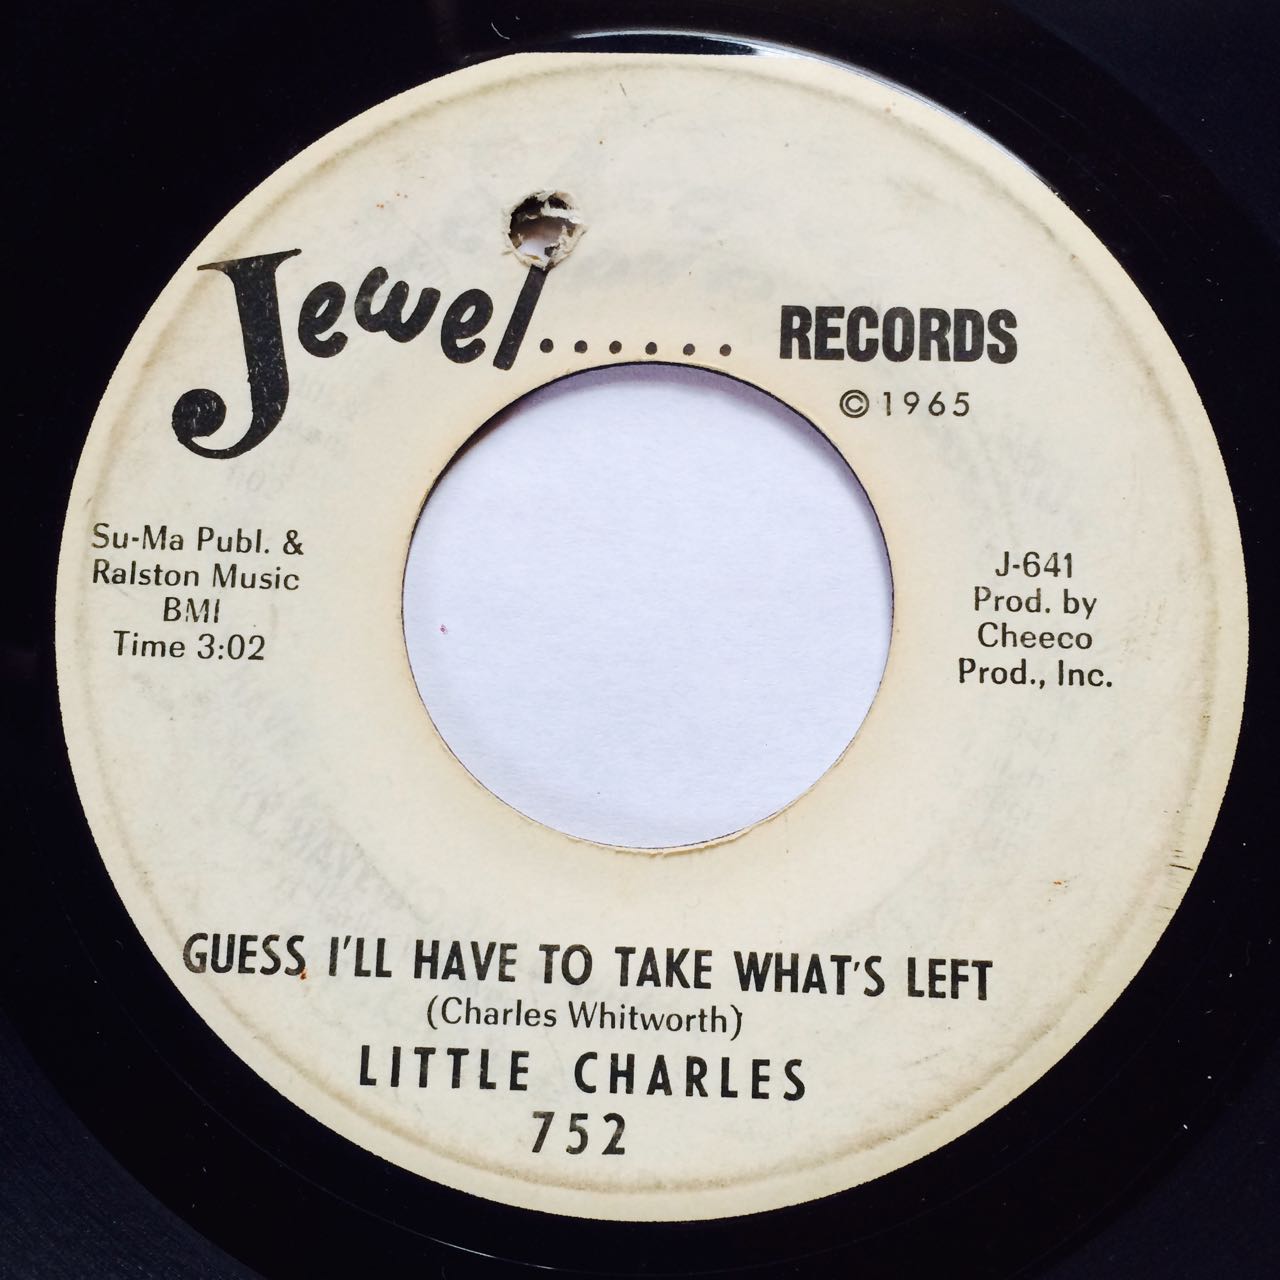 Jewel...... RECORDS
© 1965
Su-Ma Publ. &
Ralston Music
BMI
Time 3:02
J-641
Prod. by
Cheeco
Prod., Inc.
GUESS I'LL HAVE TO TAKE WHAT'S LEFT
(Charles Whitworth)
LITTLE CHARLES
752